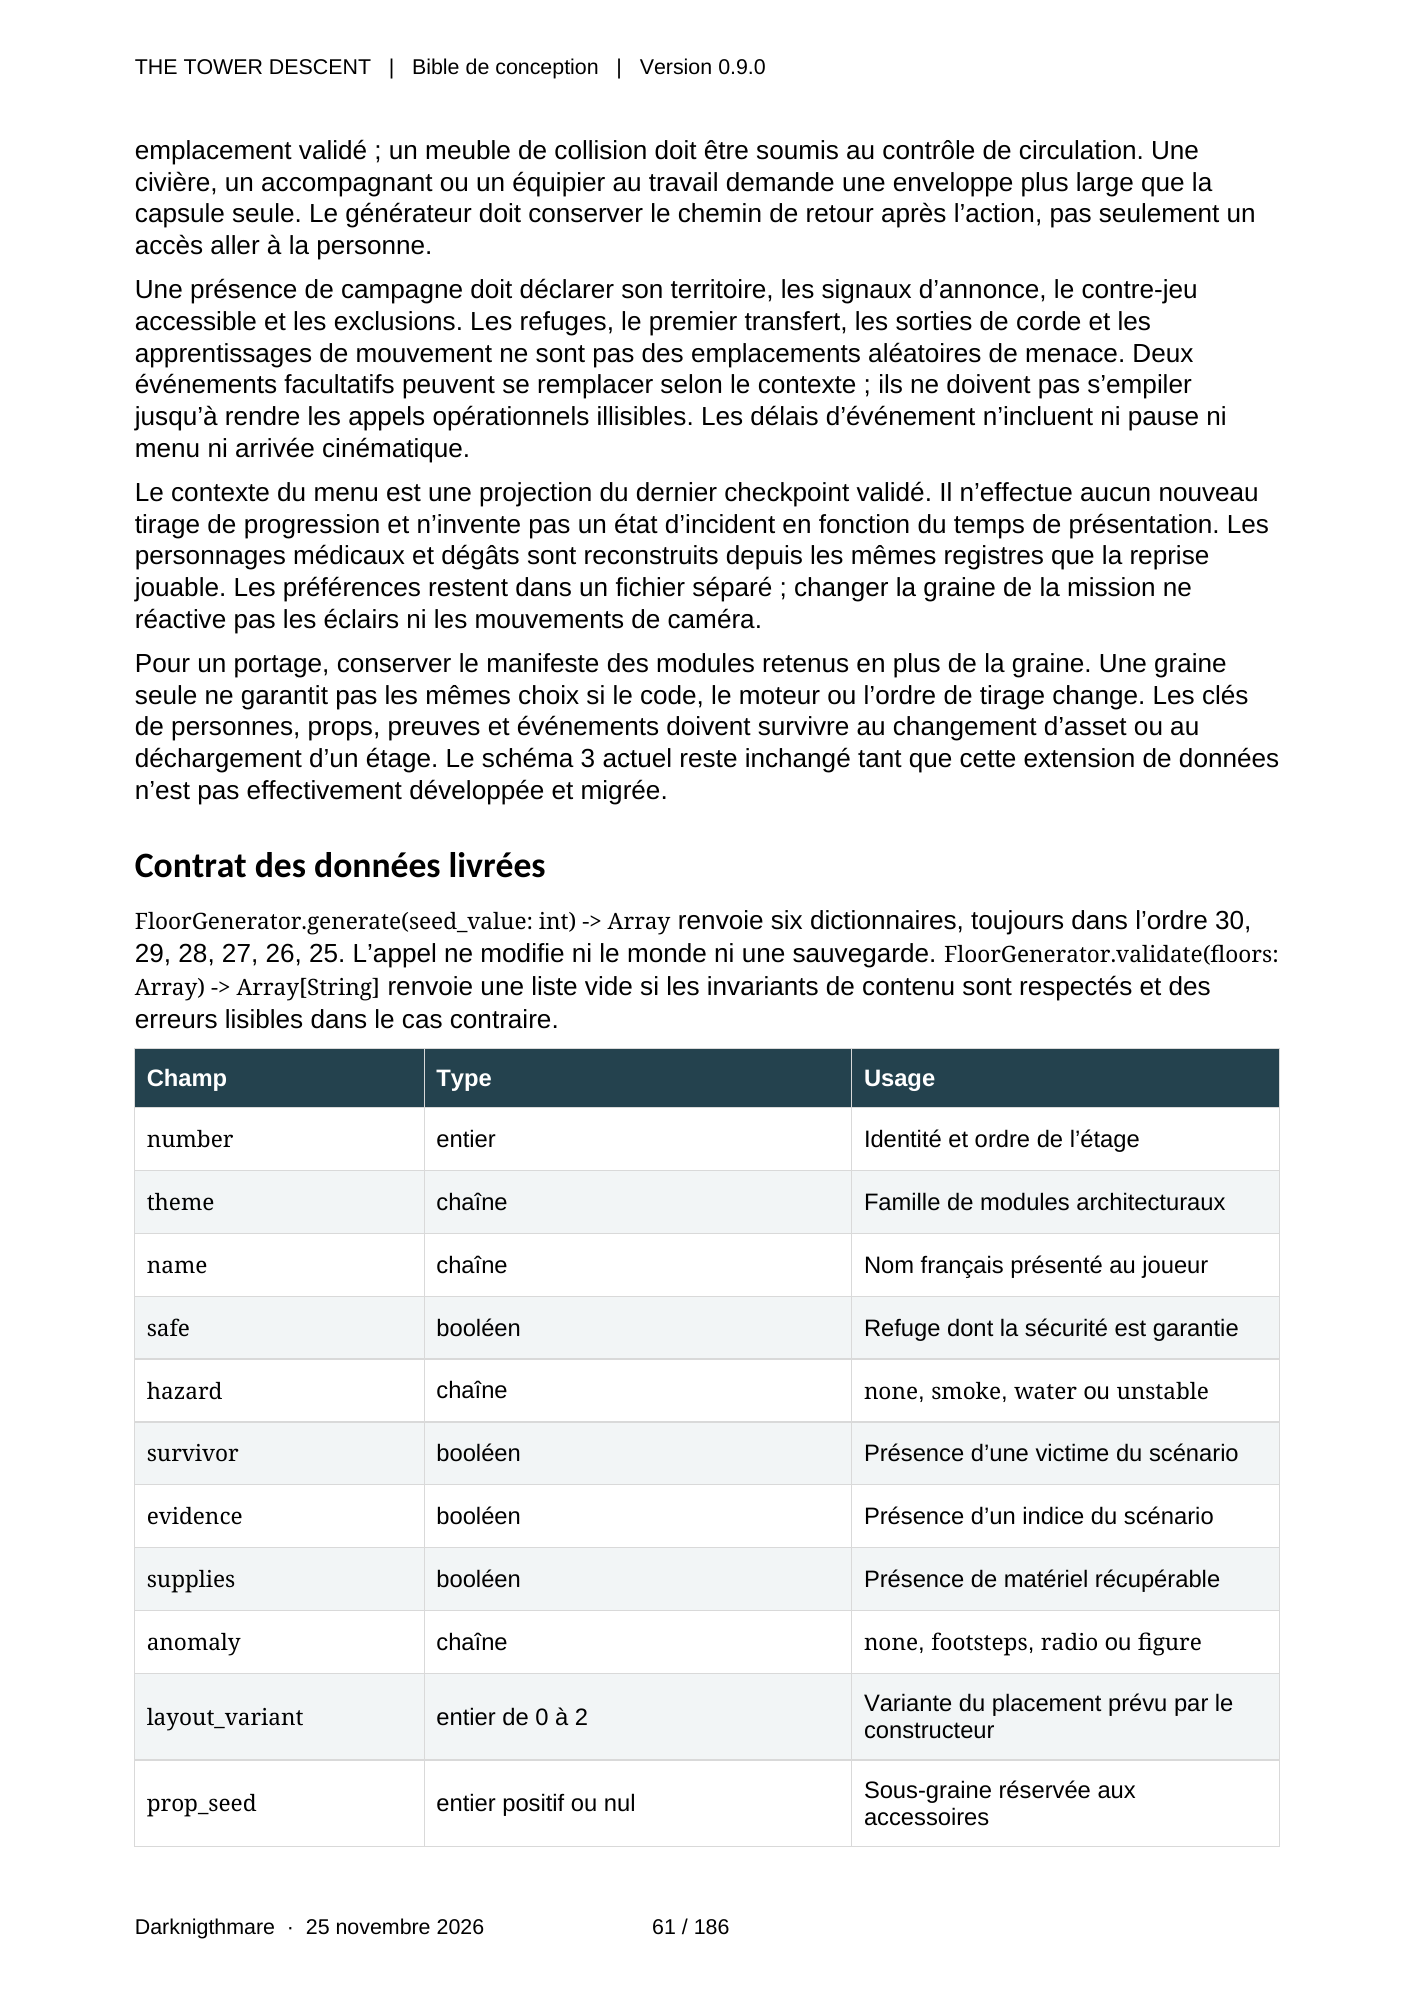 THE TOWER DESCENT | Bible de conception | Version 0.9.0
emplacement validé ; un meuble de collision doit être soumis au contrôle de circulation. Une
civière, un accompagnant ou un équipier au travail demande une enveloppe plus large que la
capsule seule. Le générateur doit conserver le chemin de retour après l’action, pas seulement un
accès aller à la personne.
Une présence de campagne doit déclarer son territoire, les signaux d’annonce, le contre-jeu
accessible et les exclusions. Les refuges, le premier transfert, les sorties de corde et les
apprentissages de mouvement ne sont pas des emplacements aléatoires de menace. Deux
événements facultatifs peuvent se remplacer selon le contexte ; ils ne doivent pas s’empiler
jusqu’à rendre les appels opérationnels illisibles. Les délais d’événement n’incluent ni pause ni
menu ni arrivée cinématique.
Le contexte du menu est une projection du dernier checkpoint validé. Il n’effectue aucun nouveau
tirage de progression et n’invente pas un état d’incident en fonction du temps de présentation. Les
personnages médicaux et dégâts sont reconstruits depuis les mêmes registres que la reprise
jouable. Les préférences restent dans un fichier séparé ; changer la graine de la mission ne
réactive pas les éclairs ni les mouvements de caméra.
Pour un portage, conserver le manifeste des modules retenus en plus de la graine. Une graine
seule ne garantit pas les mêmes choix si le code, le moteur ou l’ordre de tirage change. Les clés
de personnes, props, preuves et événements doivent survivre au changement d’asset ou au
déchargement d’un étage. Le schéma 3 actuel reste inchangé tant que cette extension de données
n’est pas effectivement développée et migrée.
Contrat des données livrées
FloorGenerator.generate(seed_value: int) -> Array renvoie six dictionnaires, toujours dans l’ordre 30,
29, 28, 27, 26, 25. L’appel ne modifie ni le monde ni une sauvegarde. FloorGenerator.validate(floors:
Array) -> Array[String] renvoie une liste vide si les invariants de contenu sont respectés et des
erreurs lisibles dans le cas contraire.
Champ Type Usage
number entier Identité et ordre de l’étage
theme chaîne Famille de modules architecturaux
name chaîne Nom français présenté au joueur
safe booléen Refuge dont la sécurité est garantie
hazard chaîne none, smoke, water ou unstable
survivor booléen Présence d’une victime du scénario
evidence booléen Présence d’un indice du scénario
supplies booléen Présence de matériel récupérable
anomaly chaîne none, footsteps, radio ou figure
layout_variant entier de 0 à 2 Variante du placement prévu par le
constructeur
prop_seed entier positif ou nul Sous-graine réservée aux
accessoires
Darknigthmare · 25 novembre 2026 61 / 186